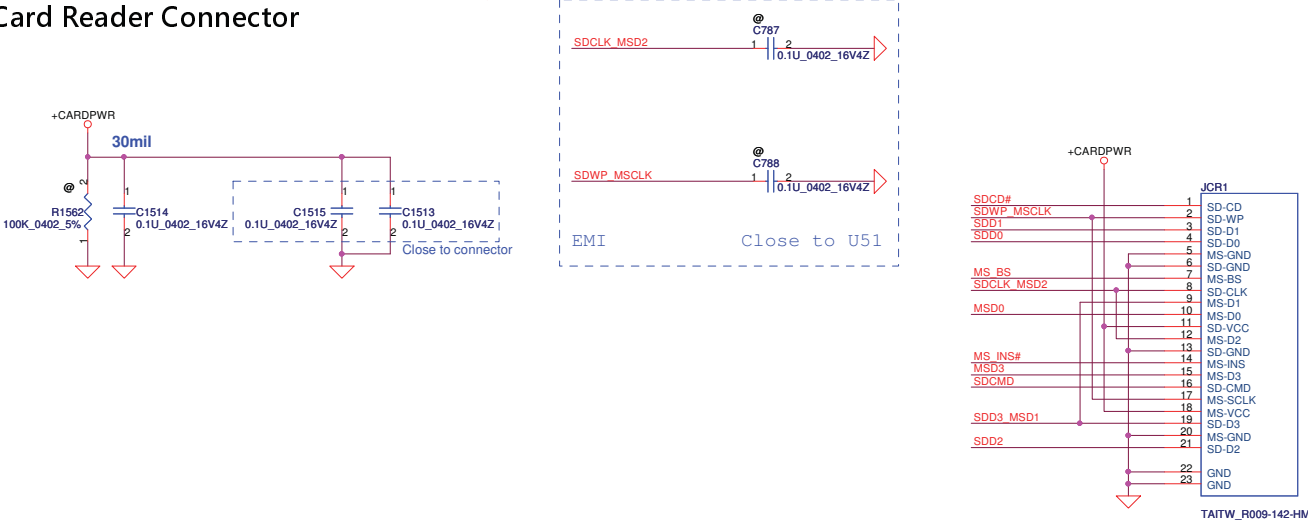 Card Reader Connector
+CARDPWR
30mil
@
2
1
R1562
100K_0402_5%
1
2
C1514
0.1U_0402_16V4Z
1
2
C1515
0.1U_0402_16V4Z
1
2
C1513
0.1U_0402_16V4Z
Close to connector
SDCLK_MSD2
@
C787
1
2
0.1U_0402_16V4Z
SDWP_MSCLK
@
C788
1
2
0.1U_0402_16V4Z
EMI Close to U51
+CARDPWR
JCR1
SDCD# 1 SD-CD
SDWP_MSCLK 2 SD-WP
SDD1 3 SD-D1
SDD0 4 SD-D0
5 MS-GND
6 SD-GND
MS_BS 7 MS-BS
SDCLK_MSD2 8 SD-CLK
9 MS-D1
MSD0 10 MS-D0
11 SD-VCC
12 MS-D2
13 SD-GND
MS_INS# 14 MS-INS
MSD3 15 MS-D3
SDCMD 16 SD-CMD
17 MS-SCLK
18 MS-VCC
SDD3_MSD1 19 SD-D3
20 MS-GND
SDD2 21 SD-D2
22 GND
23 GND
TAITW_R009-142-HM